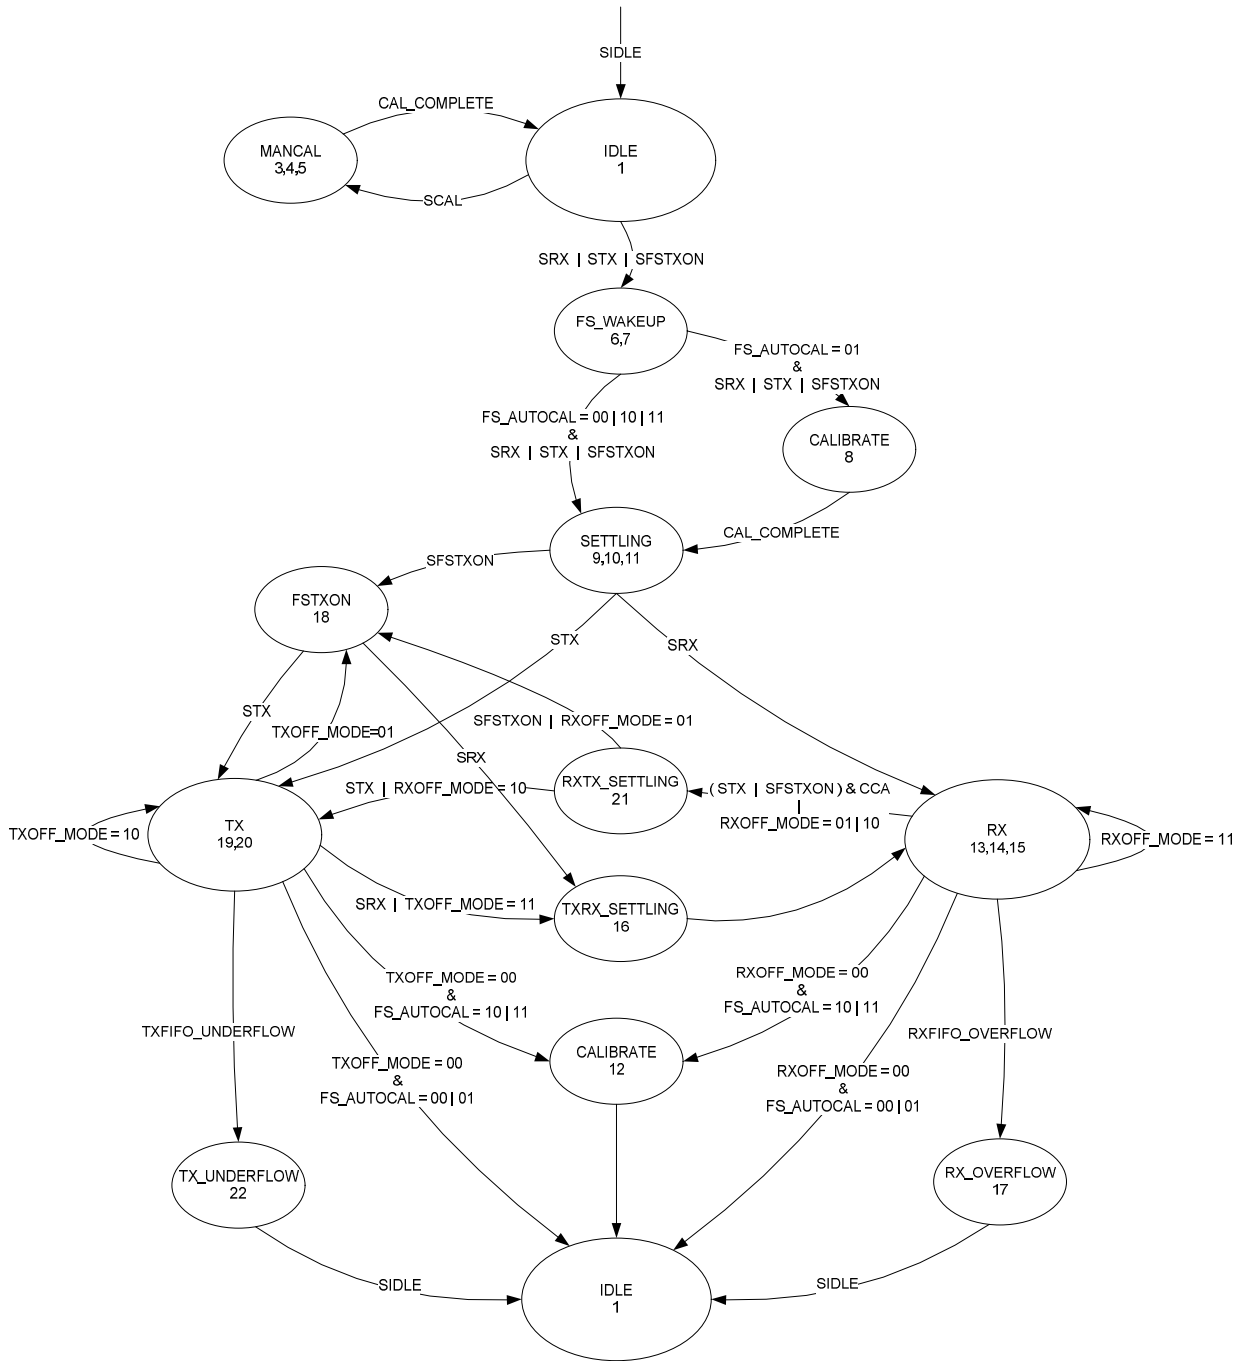 SIDLE
CAL_COMPLETE
MANCAL
3,4,5
IDLE
1
SCAL
SRX | STX | SFSTXON
FS_WAKEUP
6,7
FS_AUTOCAL = 01
&
SRX | STX | SFSTXON
FS_AUTOCAL = 00 | 10 | 11
&
SRX | STX | SFSTXON
CALIBRATE
8
SETTLING
9,10,11
CAL_COMPLETE
SFSTXON
FSTXON
18
STX
SRX
STX
TXOFF_MODE=01
SFSTXON | RXOFF_MODE = 01
SRX
STX | RXOFF_MODE = 10
RXTX_SETTLING
21
( STX | SFSTXON ) & CCA
|
RXOFF_MODE = 01 | 10
TXOFF_MODE = 10
TX
19,20
RX
13,14,15
RXOFF_MODE = 11
SRX | TXOFF_MODE = 11
TXRX_SETTLING
16
TXOFF_MODE = 00
&
FS_AUTOCAL = 10 | 11
RXOFF_MODE = 00
&
FS_AUTOCAL = 10 | 11
TXFIFO_UNDERFLOW
TXOFF_MODE = 00
&
FS_AUTOCAL = 00 | 01
CALIBRATE
12
RXOFF_MODE = 00
&
FS_AUTOCAL = 00 | 01
RXFIFO_OVERFLOW
TX_UNDERFLOW
22
RX_OVERFLOW
17
SIDLE
IDLE
1
SIDLE